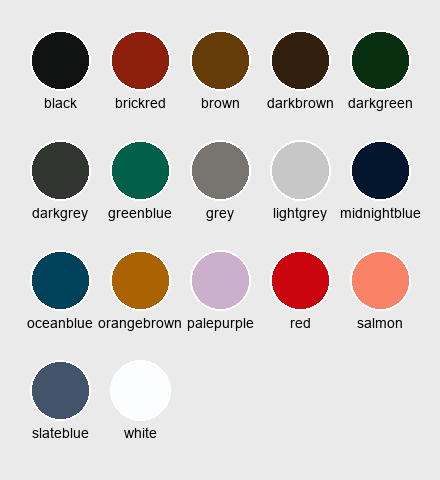 black brickred brown darkbrown darkgreen
darkgrey greenblue grey lightgrey midnightblue
oceanblue orangebrown palepurple red salmon
slateblue white